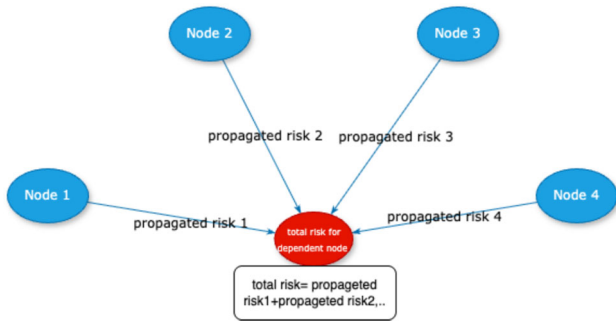 Node 2
Node 3
propagated risk 2
propagated risk 3
Node 1
Node 4
propagated risk 1
propagated risk 4
total risk for
dependent node
total risk= propageted
risk1+propagated risk2,..